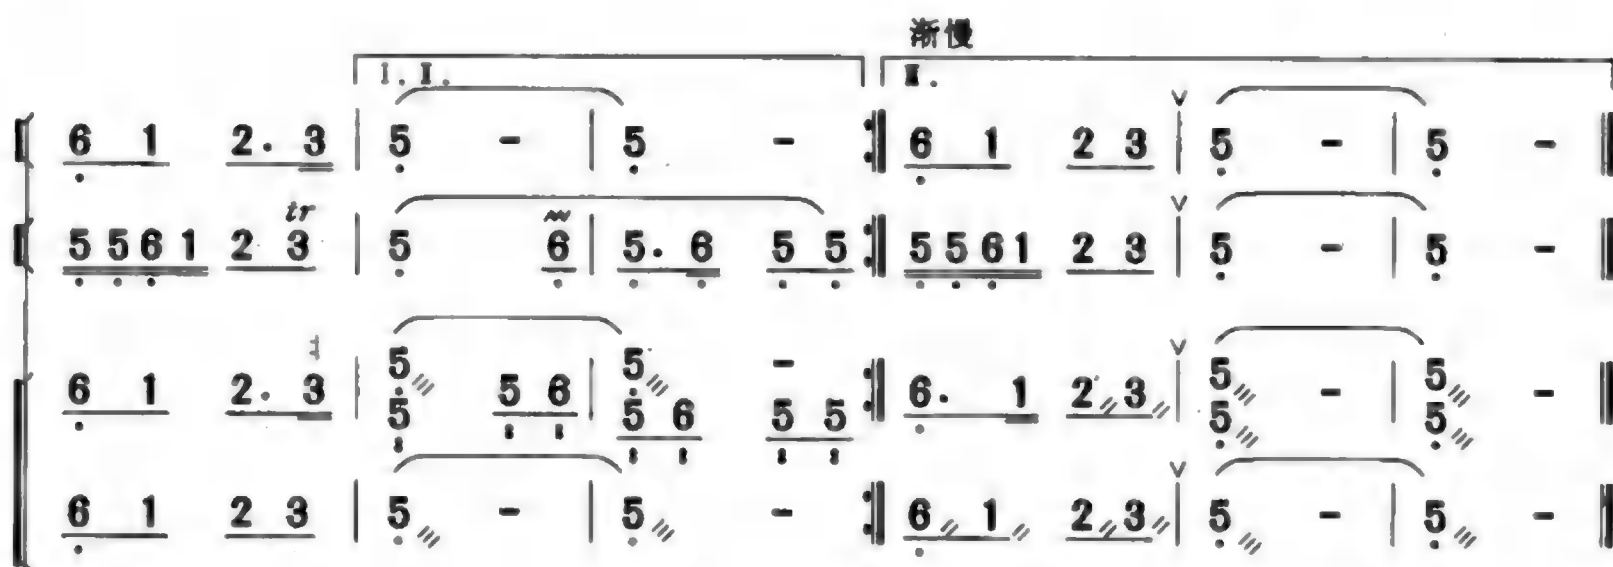 渐慢
I. II. III.
6 1 2. 3 | 5 - | 5 - :‖ 6 1 2 3 | 5 - | 5 - ‖
tr
5 5 6 1 2 3 | 5 6 | 5. 6 5 5 :‖ 5 5 6 1 2 3 | 5 - | 5 - ‖
5 5 -
6 1 2. 3 | 5 5 6 | 5 6 5 5 :‖ 6. 1 2 3 | 5 - | 5 - ‖
5 5
6 1 2 3 | 5 - | 5 - :‖ 6 1 2 3 | 5 - | 5 - ‖